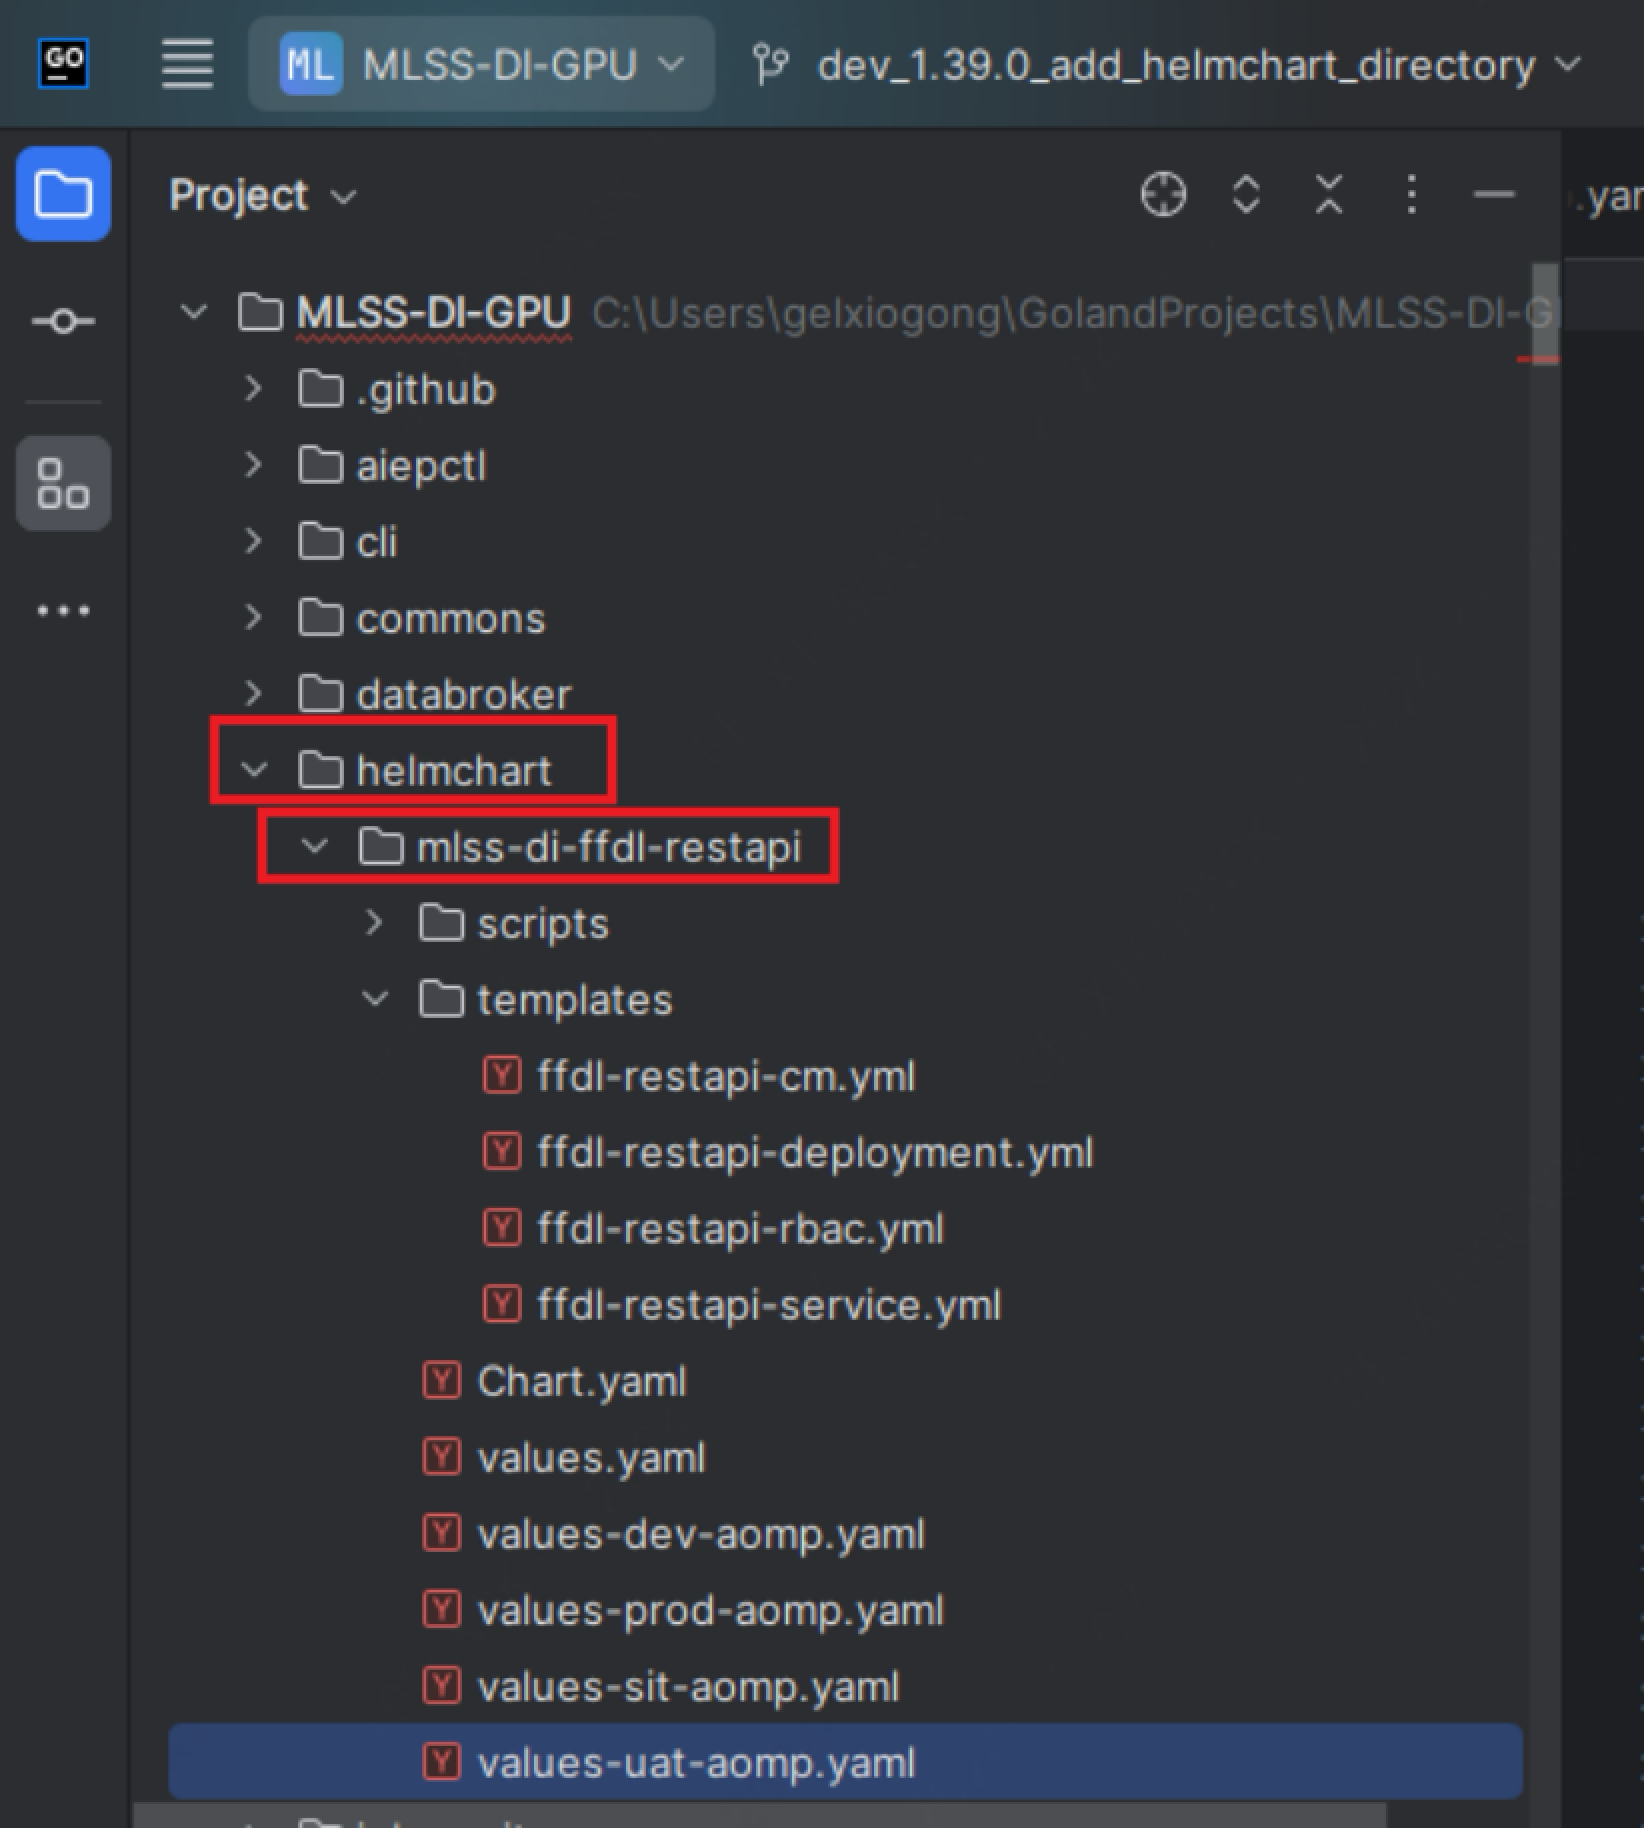 GO
ML MLSS-DI-GPU dev_1.39.0_add_helmchart_directory
Project
MLSS-DI-GPU C:\Users\gelxiogong\GolandProjects\MLSS-DI-G
.github
aiepctl
cli
commons
databroker
helmchart
mlss-di-ffdl-restapi
scripts
templates
Y ffdl-restapi-cm.yml
Y ffdl-restapi-deployment.yml
Y ffdl-restapi-rbac.yml
Y ffdl-restapi-service.yml
Y Chart.yaml
Y values.yaml
Y values-dev-aomp.yaml
Y values-prod-aomp.yaml
Y values-sit-aomp.yaml
Y values-uat-aomp.yaml